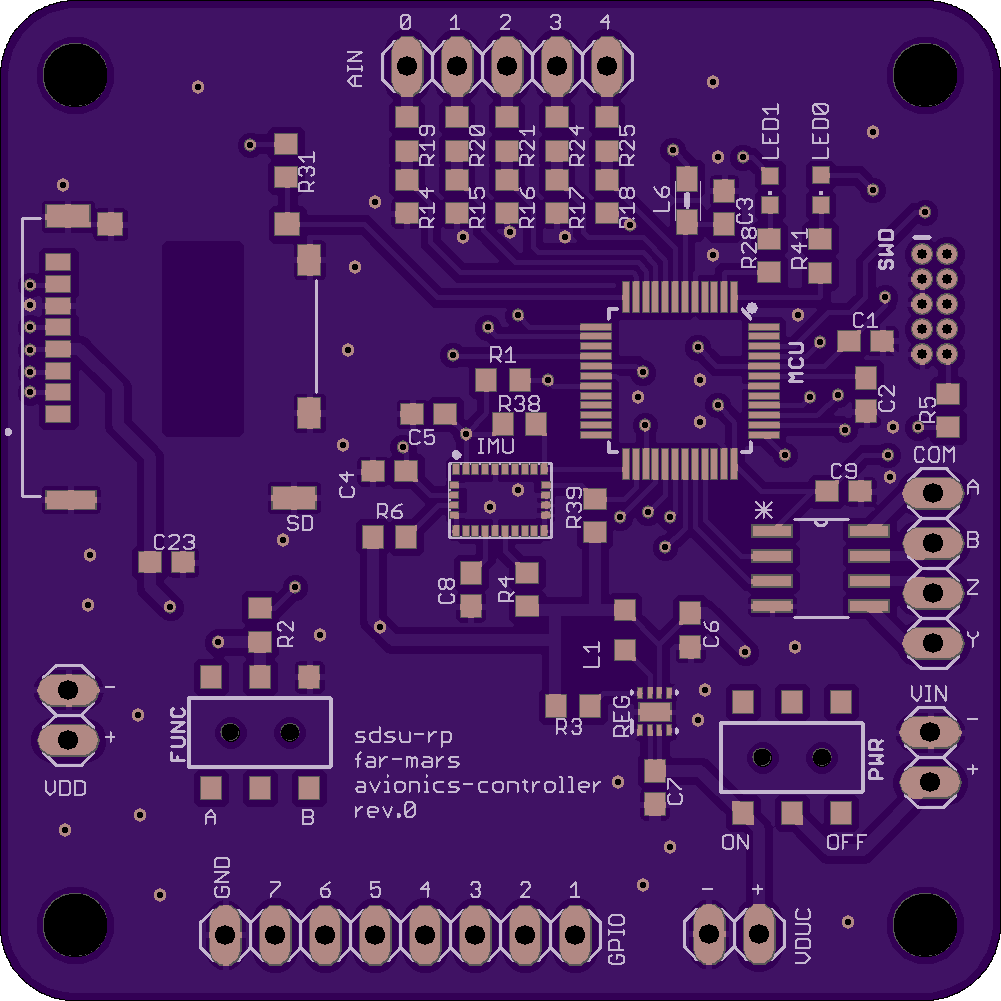 0 1 2 3 4
AIN
R19 R20 R21 R24 R25
R14 R15 R16 R17 R18
R31
L6
C3
LED1
LED0
R28
R41
SWD
C1
MCU
C2
R5
R1
R38
C5
IMU
C4
R6
R39
C9
COM
A
B
Z
Y
SD
C23
C8
R4
R2
L1
C6
R3
REG
VIN
-
+
-
+
VDD
FUNC
A B
sdsu-rp
far-mars
avionics-controller
rev.0
C7
PWR
ON OFF
GND 7 6 5 4 3 2 1
GPIO
- +
VDUC